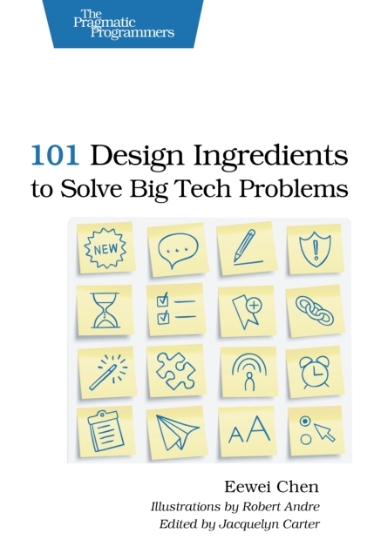 The
Pragmatic
Programmers
101 Design Ingredients
to Solve Big Tech Problems
NEW
AA
Eewei Chen
Illustrations by Robert Andre
Edited by Jacquelyn Carter